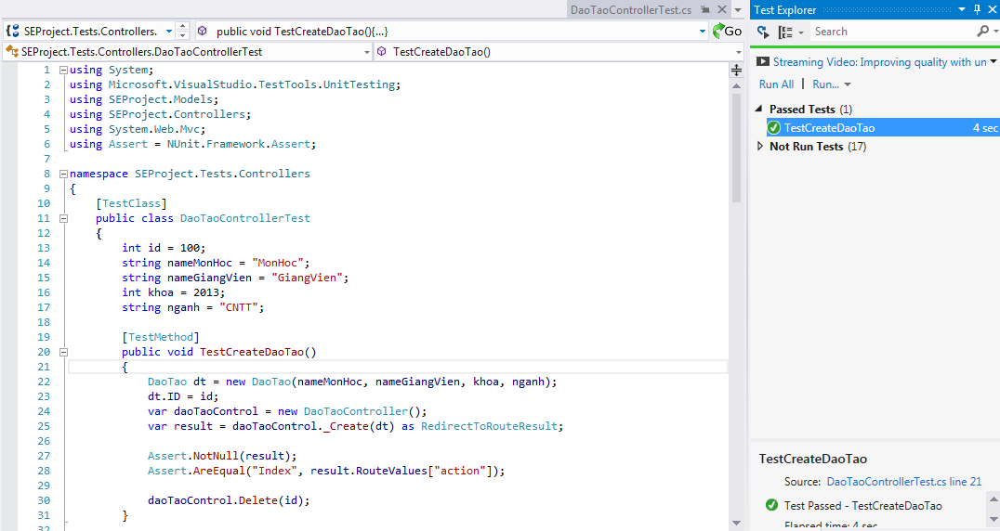 DaoTaoControllerTest.cs
SEProject.Tests.Controllers.
public void TestCreateDaoTao(){...}
Go
SEProject.Tests.Controllers.DaoTaoControllerTest
TestCreateDaoTao()
1 using System;
2 using Microsoft.VisualStudio.TestTools.UnitTesting;
3 using SEProject.Models;
4 using SEProject.Controllers;
5 using System.Web.Mvc;
6 using Assert = NUnit.Framework.Assert;
7
8 namespace SEProject.Tests.Controllers
9 {
10 [TestClass]
11 public class DaoTaoControllerTest
12 {
13 int id = 100;
14 string nameMonHoc = "MonHoc";
15 string nameGiangVien = "GiangVien";
16 int khoa = 2013;
17 string nganh = "CNTT";
18
19 [TestMethod]
20 public void TestCreateDaoTao()
21 {
22 DaoTao dt = new DaoTao(nameMonHoc, nameGiangVien, khoa, nganh);
23 dt.ID = id;
24 var daoTaoControl = new DaoTaoController();
25 var result = daoTaoControl._Create(dt) as RedirectToRouteResult;
26
27 Assert.NotNull(result);
28 Assert.AreEqual("Index", result.RouteValues["action"]);
29
30 daoTaoControl.Delete(id);
31 }
32
Test Explorer
Search
Streaming Video: Improving quality with un
Run All | Run...
Passed Tests (1)
TestCreateDaoTao 4 sec
Not Run Tests (17)
TestCreateDaoTao
Source: DaoTaoControllerTest.cs line 21
Test Passed - TestCreateDaoTao
Elapsed time: 4 sec